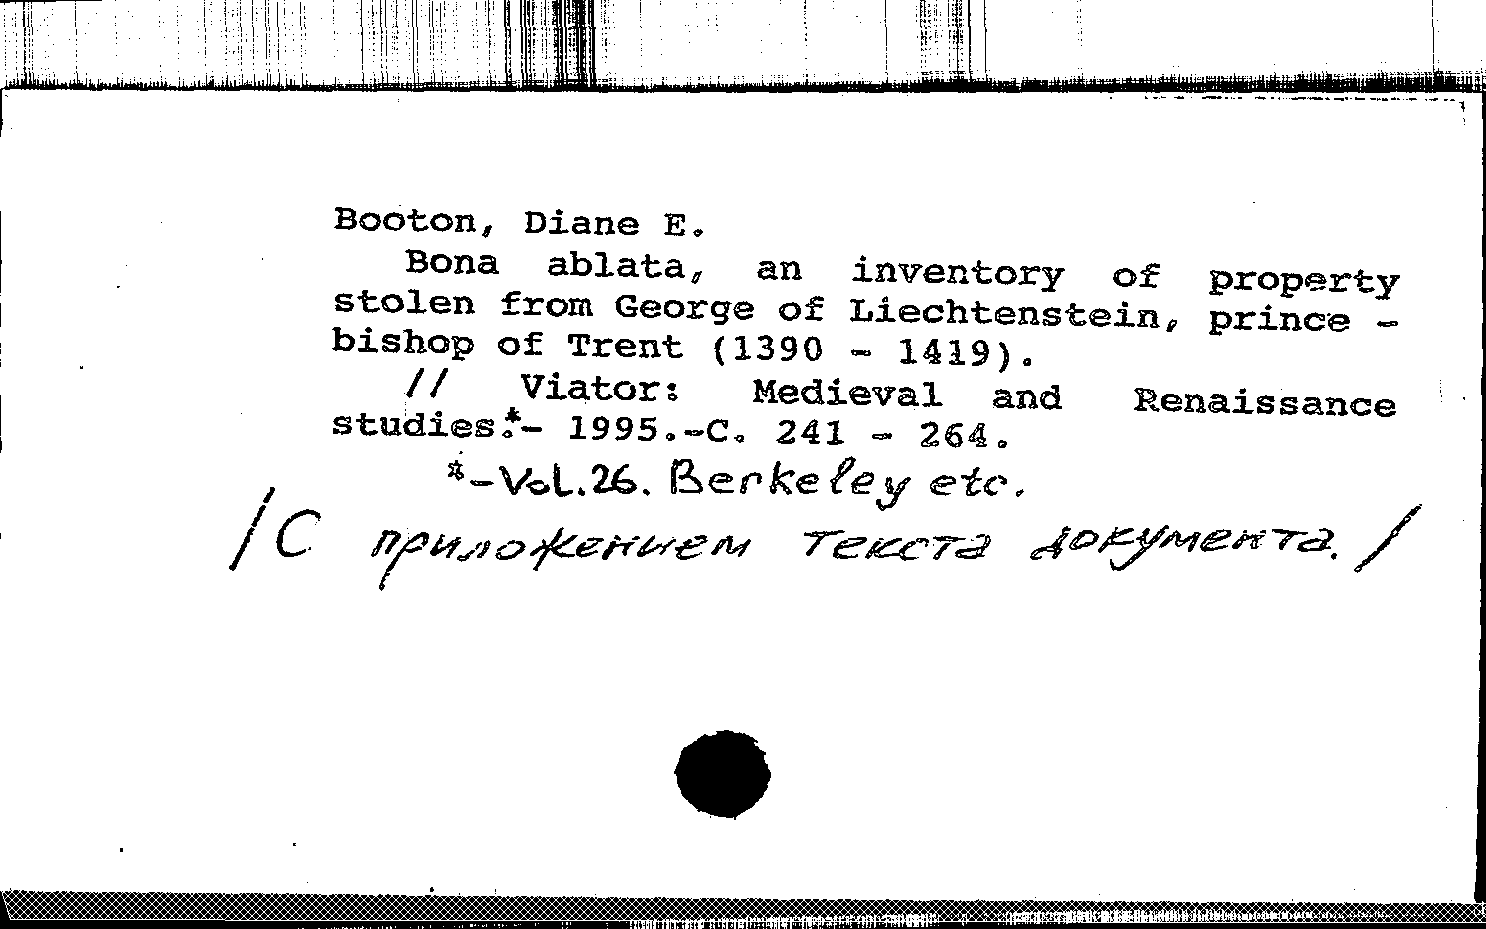 Booton, Diane E.
Bona ablata, an inventory of property
stolen from George of Liechtenstein, prince -
bishop of Trent (1390 - 1419).
// Viator: Medieval and Renaissance
studies.*- 1995.-C. 241 - 264.
*-Vol.26. Berkeley etc.
/С приложением текста документа./